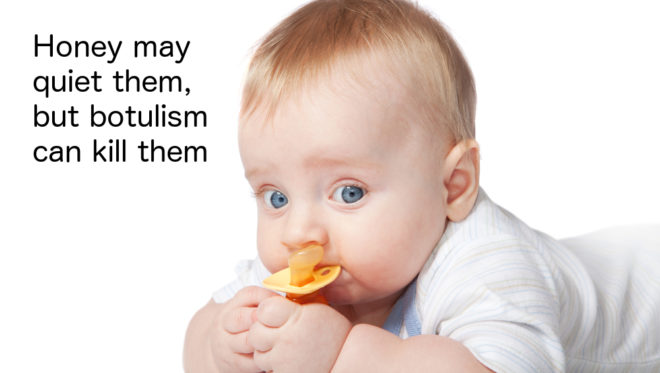 Honey may
quiet them,
but botulism
can kill them